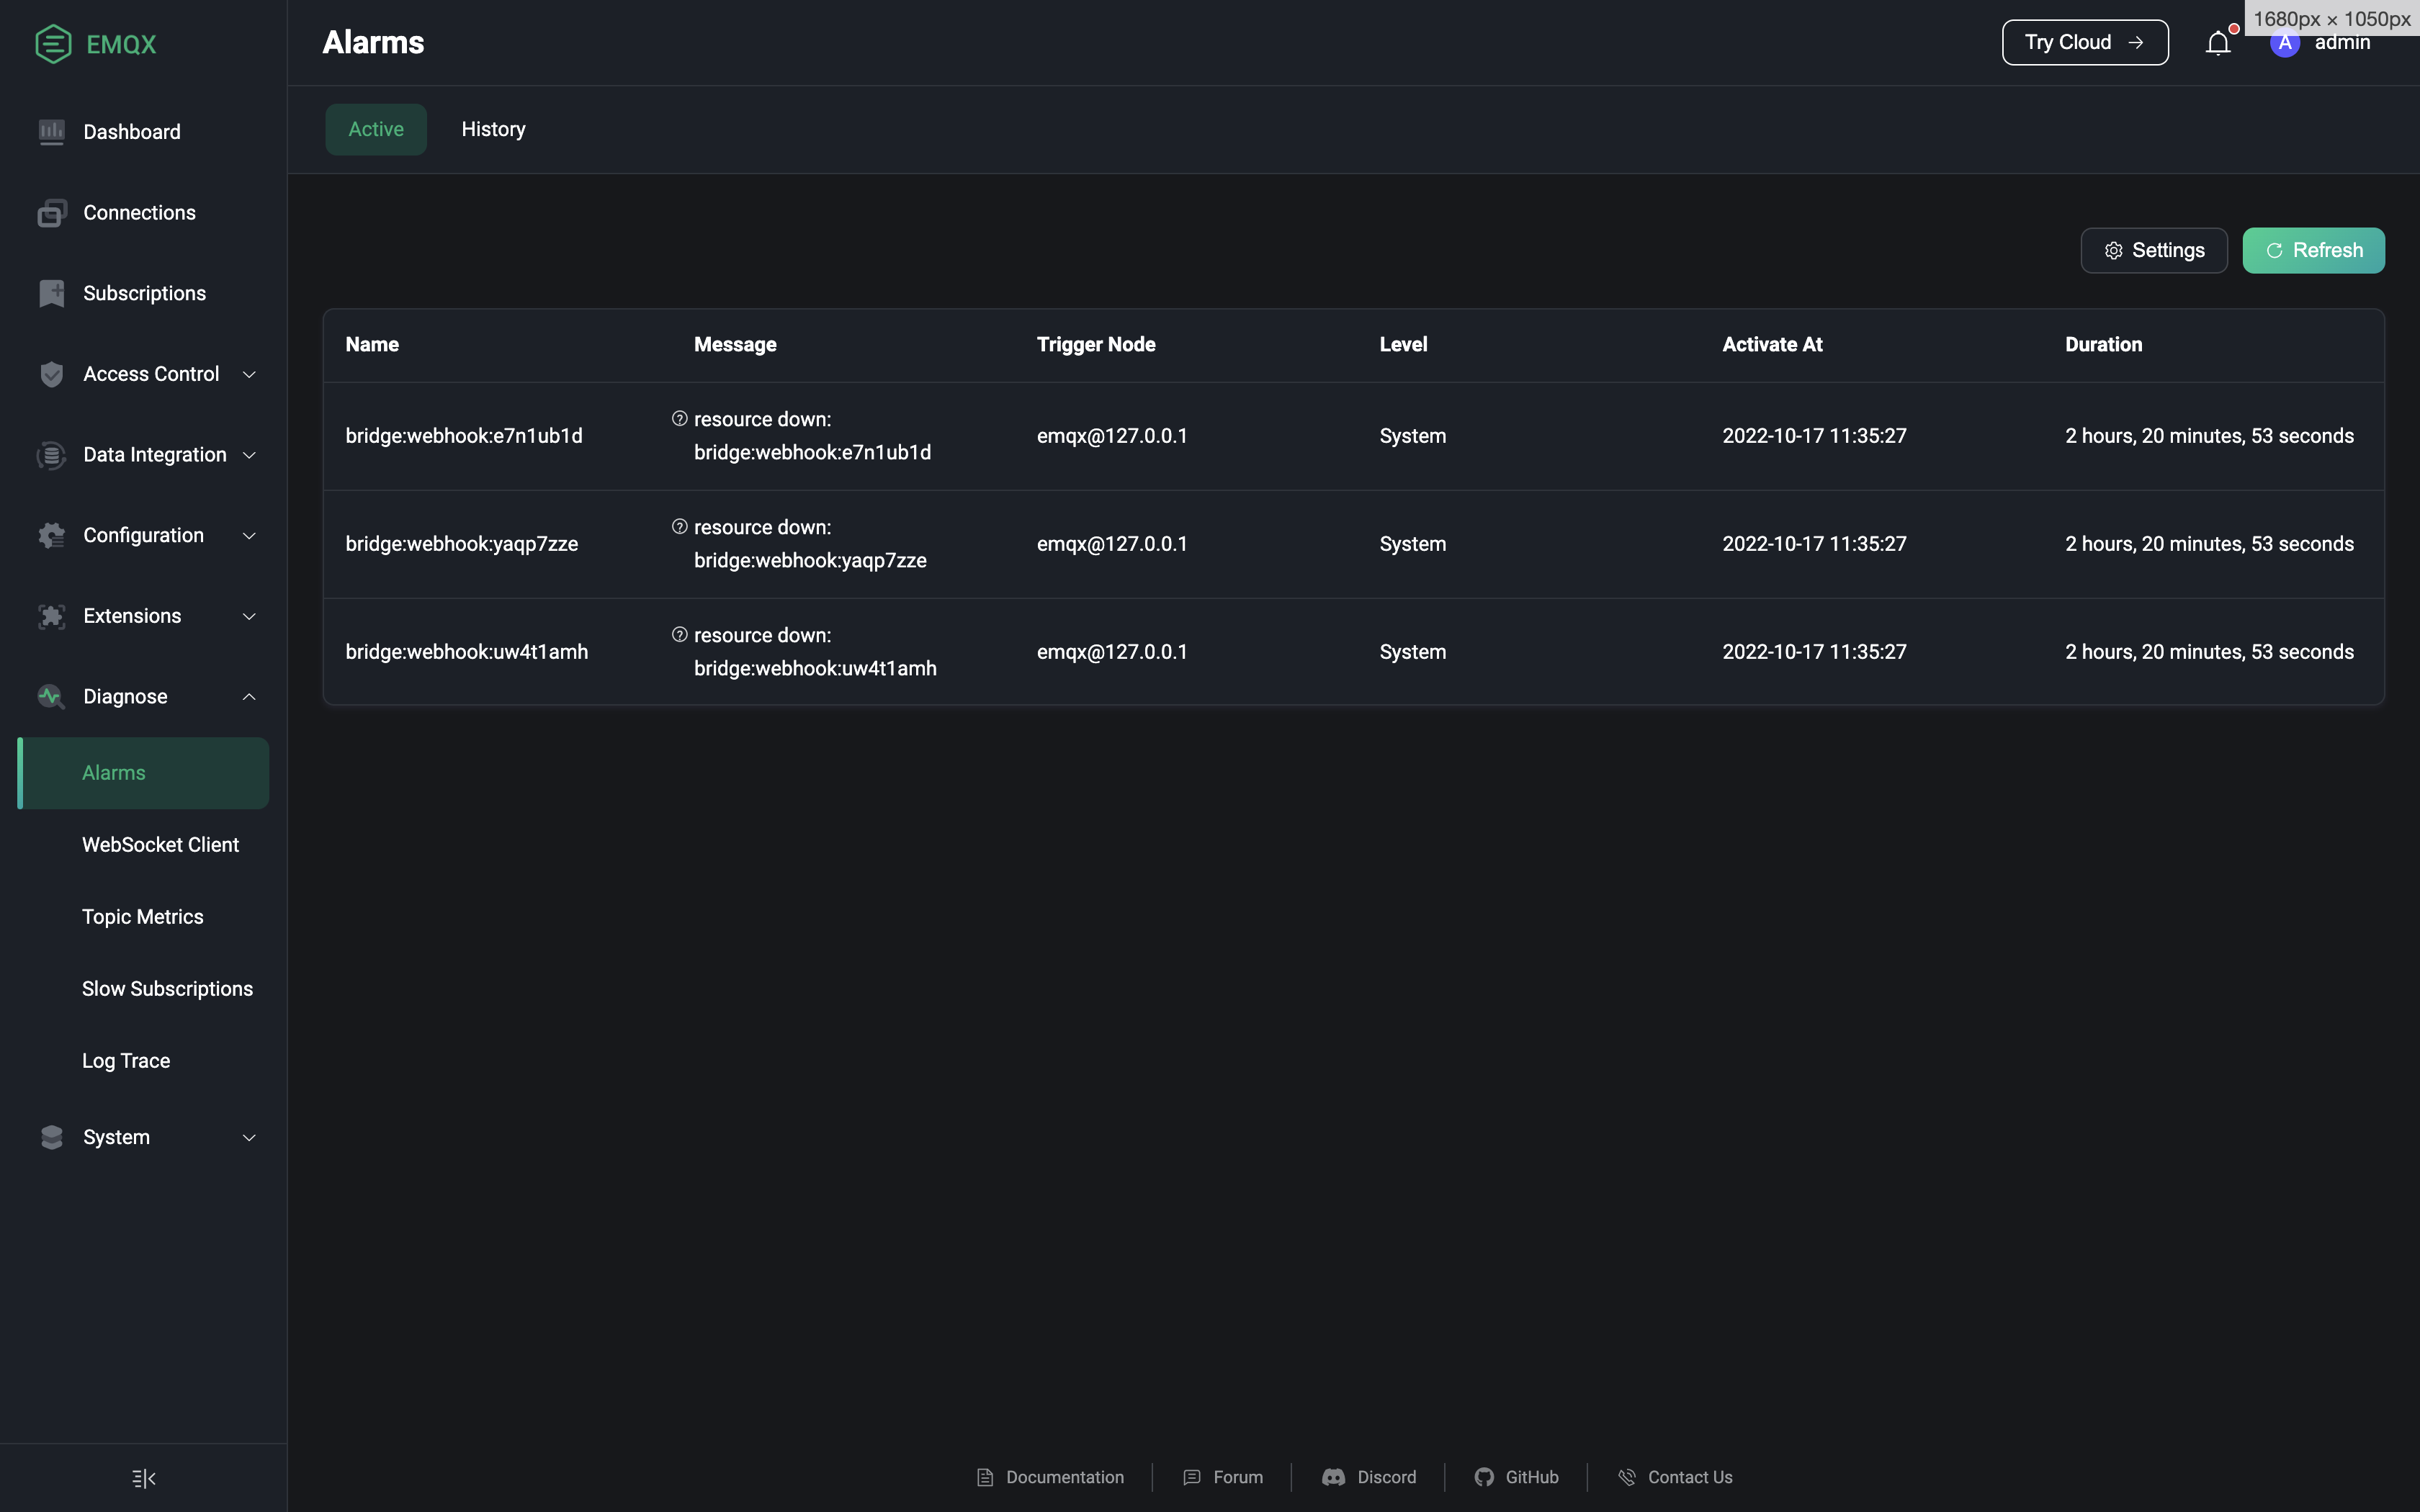 EMQX
Dashboard
Connections
Subscriptions
Access Control
Data Integration
Configuration
Extensions
Diagnose
Alarms
WebSocket Client
Topic Metrics
Slow Subscriptions
Log Trace
System
Alarms
Try Cloud
1680px × 1050px
A
admin
Active
History
Settings
Refresh
Name Message Trigger Node Level Activate At Duration
bridge:webhook:e7n1ub1d resource down: emqx@127.0.0.1 System 2022-10-17 11:35:27 2 hours, 20 minutes, 53 seconds
bridge:webhook:e7n1ub1d
bridge:webhook:yaqp7zze resource down: emqx@127.0.0.1 System 2022-10-17 11:35:27 2 hours, 20 minutes, 53 seconds
bridge:webhook:yaqp7zze
bridge:webhook:uw4t1amh resource down: emqx@127.0.0.1 System 2022-10-17 11:35:27 2 hours, 20 minutes, 53 seconds
bridge:webhook:uw4t1amh
Documentation Forum Discord GitHub Contact Us